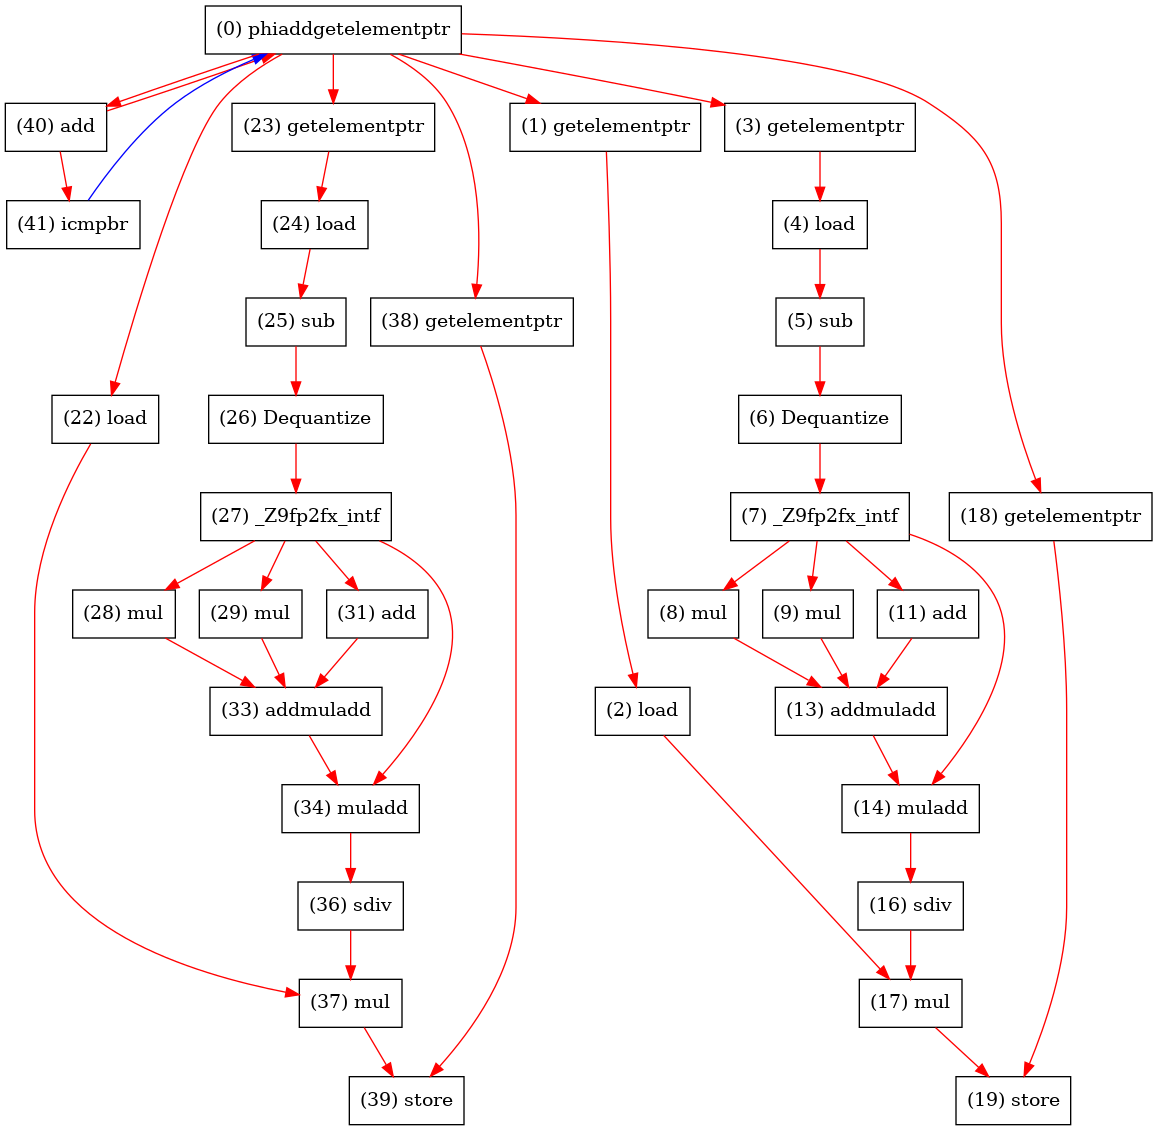 (0) phiaddgetelementptr
(40) add
(23) getelementptr
(1) getelementptr
(3) getelementptr
(41) icmpbr
(24) load
(4) load
(25) sub
(38) getelementptr
(5) sub
(22) load
(26) Dequantize
(6) Dequantize
(27) _Z9fp2fx_intf
(7) _Z9fp2fx_intf
(18) getelementptr
(28) mul
(29) mul
(31) add
(8) mul
(9) mul
(11) add
(33) addmuladd
(2) load
(13) addmuladd
(34) muladd
(14) muladd
(36) sdiv
(16) sdiv
(37) mul
(17) mul
(39) store
(19) store